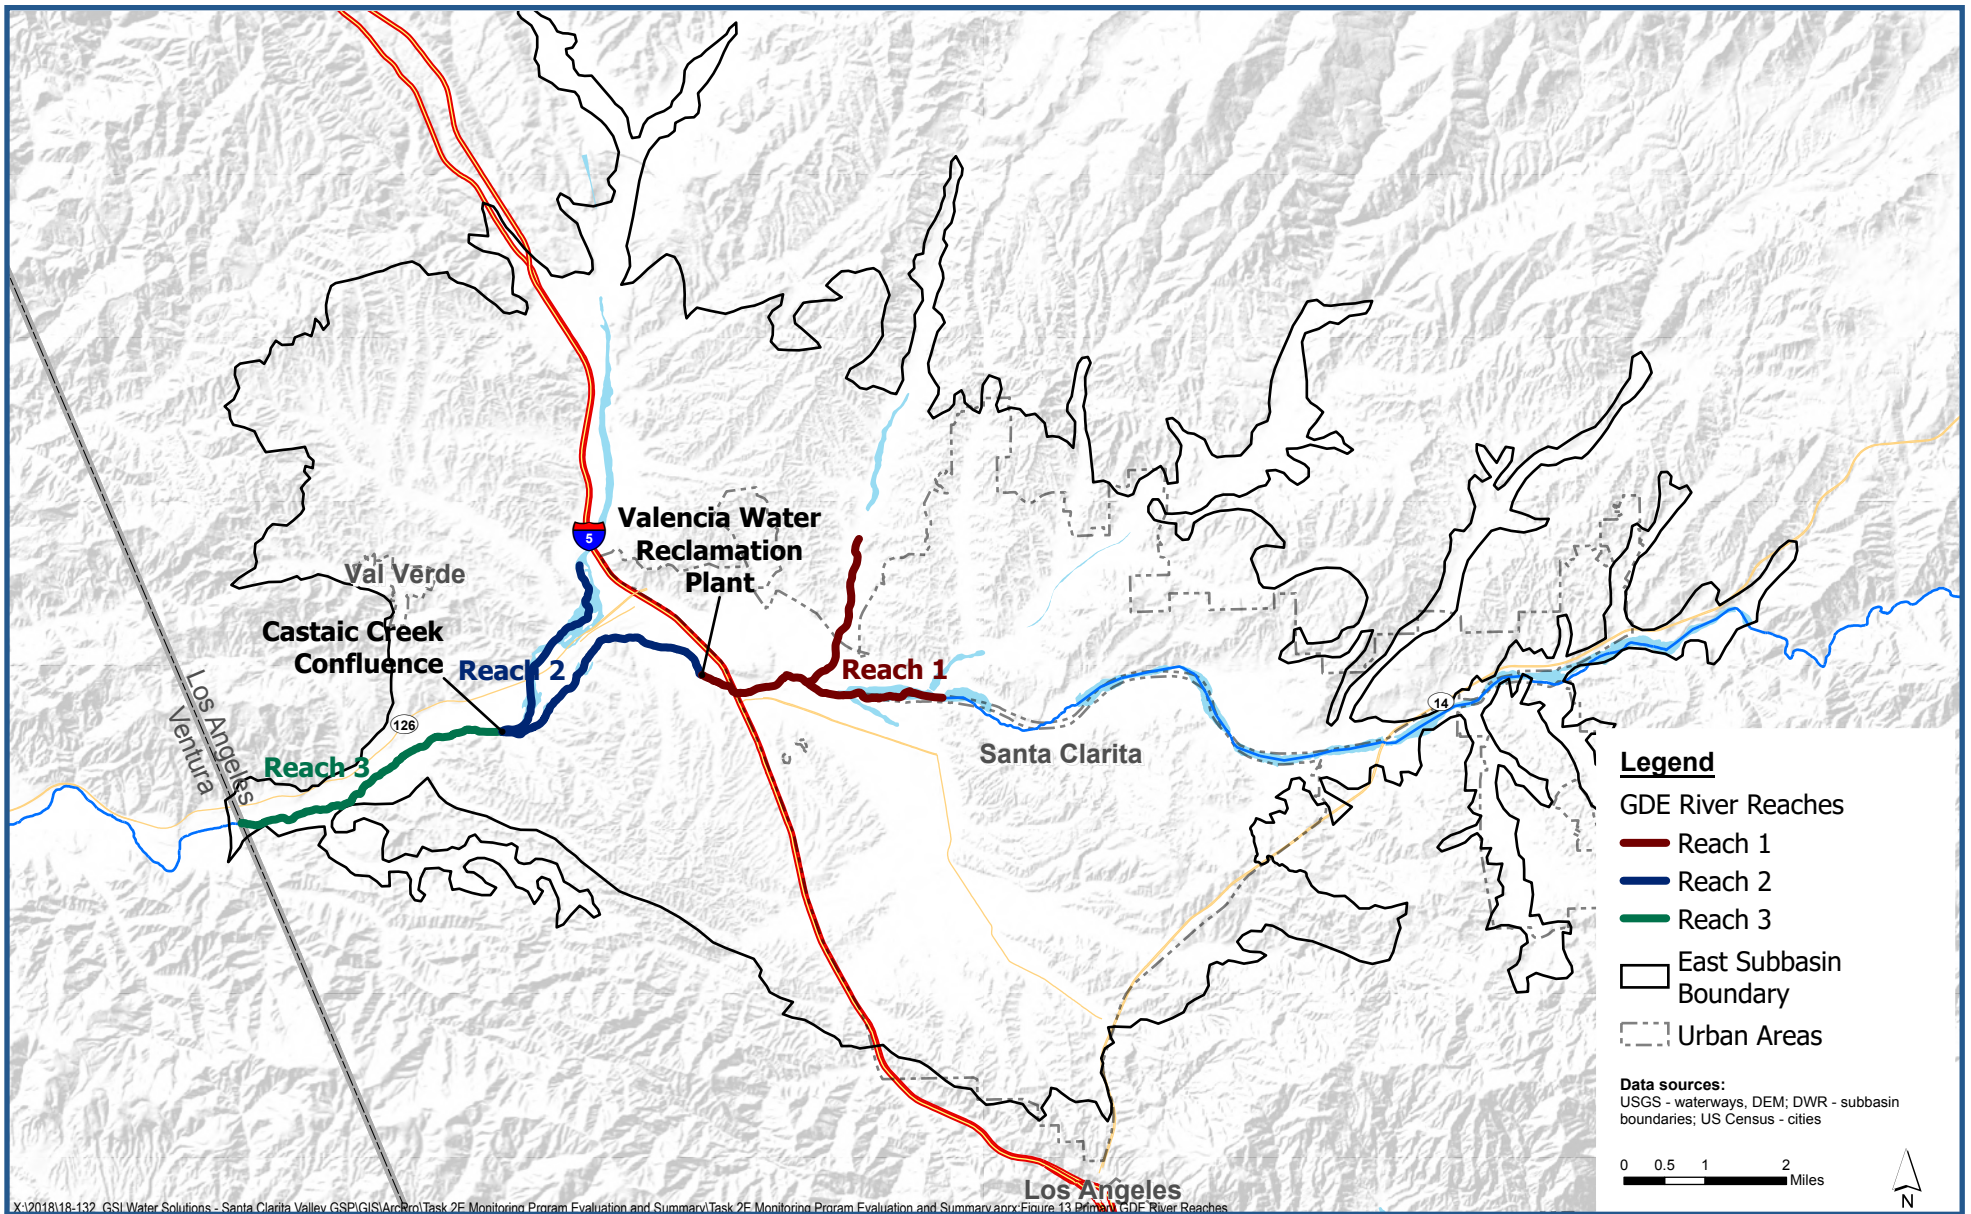 5
Valencia Water
Reclamation
Plant
Val Verde
Castaic Creek
Confluence
Reach 2
Reach 1
Los Angeles
Ventura
126
14
Santa Clarita
Reach 3
Legend
GDE River Reaches
Reach 1
Reach 2
Reach 3
East Subbasin
Boundary
Urban Areas
Data sources:
USGS - waterways, DEM; DWR - subbasin
boundaries; US Census - cities
0 0.5 1 2
Miles
N
Los Angeles
X:\2018\18-132_GSI Water Solutions - Santa Clarita Valley GSP\GIS\ArcPro\Task 2E Monitoring Prgram Evaluation and Summary\Task 2E Monitoring Prgram Evaluation and Summary.aprx:Figure 13 Primary GDE River Reaches